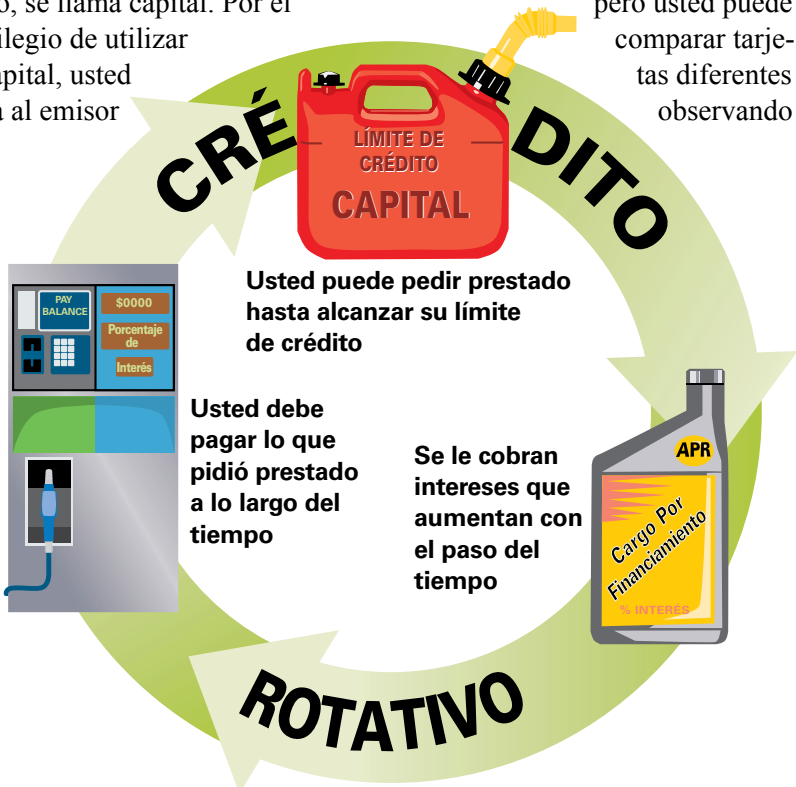 o, se llama capital. Por el
ilegio de utilizar
apital, usted
a al emisor
pero usted puede
comparar tarje-
tas diferentes
observando
CRÉ
DITO
LÍMITE DE
CRÉDITO
CAPITAL
Usted puede pedir prestado
hasta alcanzar su límite
de crédito
PAY
BALANCE
$0000
Porcentaje
de
Interés
Usted debe
pagar lo que
pidió prestado
a lo largo del
tiempo
Se le cobran
intereses que
aumentan con
el paso del
tiempo
APR
Cargo Por
Financiamiento
% INTERÉS
ROTATIVO